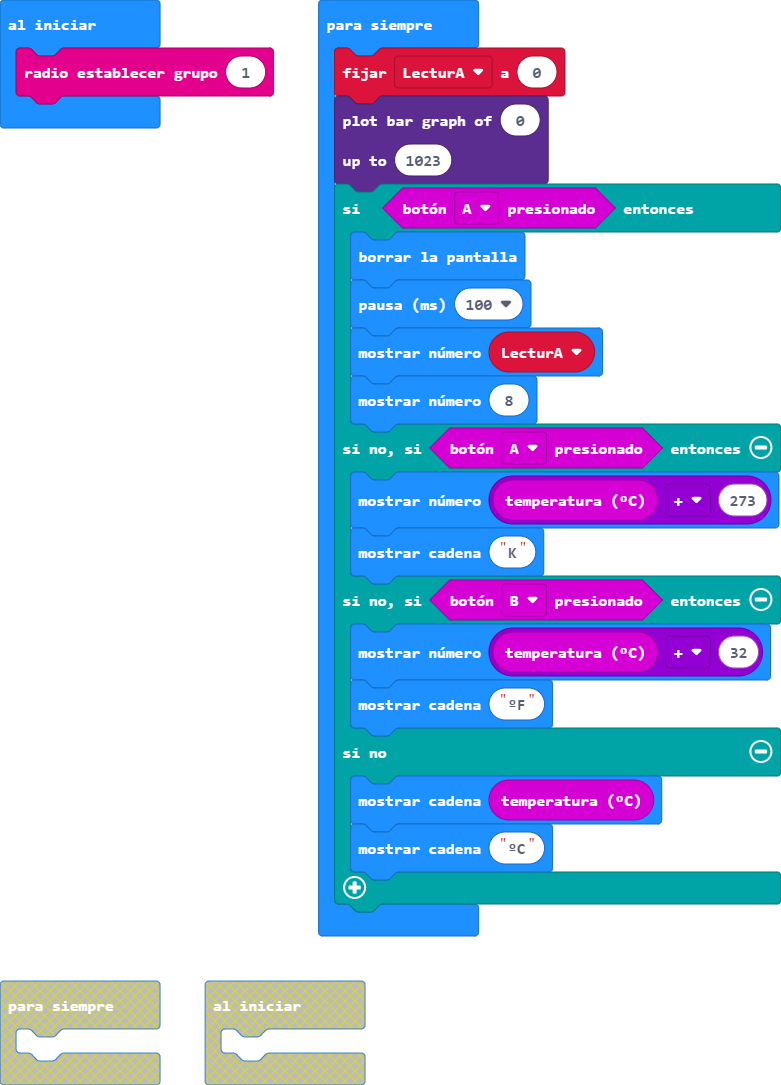 al iniciar
radio establecer grupo 1
para siempre
fijar LecturA a 0
plot bar graph of 0
up to 1023
si botón A presionado entonces
borrar la pantalla
pausa (ms) 100
mostrar número LecturA
mostrar número 8
si no, si botón A presionado entonces
mostrar número temperatura (ºC) + 273
mostrar cadena "K"
si no, si botón B presionado entonces
mostrar número temperatura (ºC) + 32
mostrar cadena "ºF"
si no
mostrar cadena temperatura (ºC)
mostrar cadena "ºC"
para siempre
al iniciar